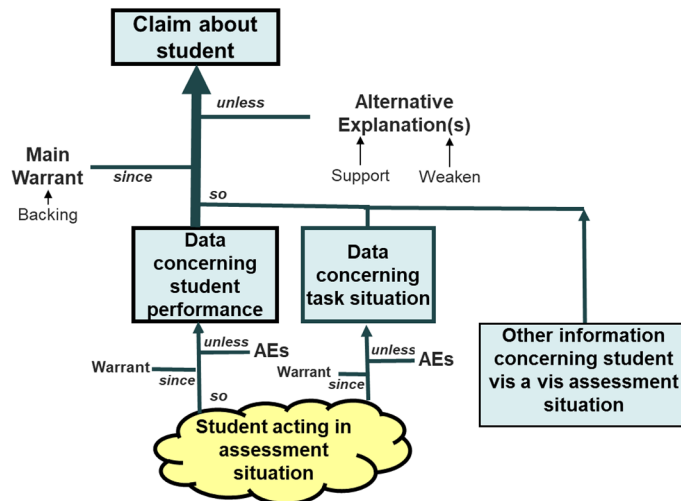 Claim about
student
unless
Alternative
Explanation(s)
Main
Warrant
since
Support
Weaken
Backing
so
Data
concerning
student
performance
Data
concerning
task situation
Other information
concerning student
vis a vis assessment
situation
unless
AEs
Warrant
since
so
unless
AEs
Warrant
since
Student acting in
assessment
situation